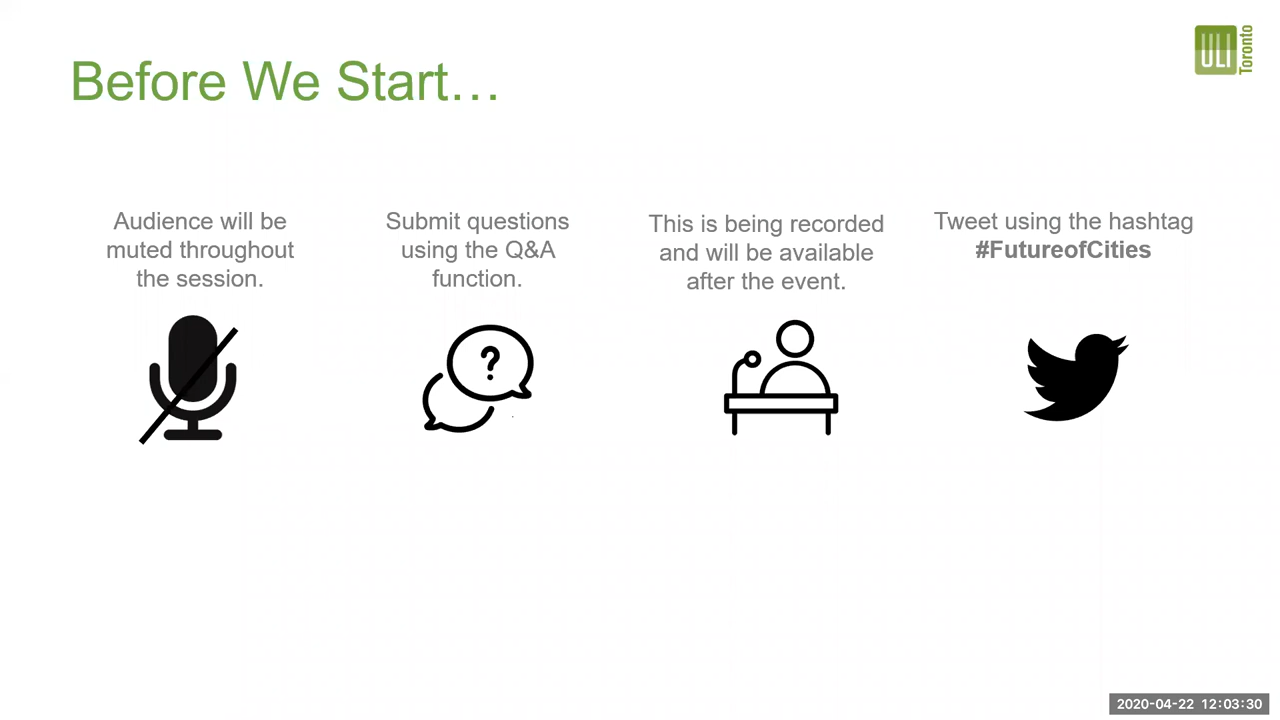 Before We Start…
ULI Toronto
Audience will be
muted throughout
the session.
Submit questions
using the Q&A
function.
This is being recorded
and will be available
after the event.
Tweet using the hashtag
#FutureofCities
?
2020-04-22 12:03:30